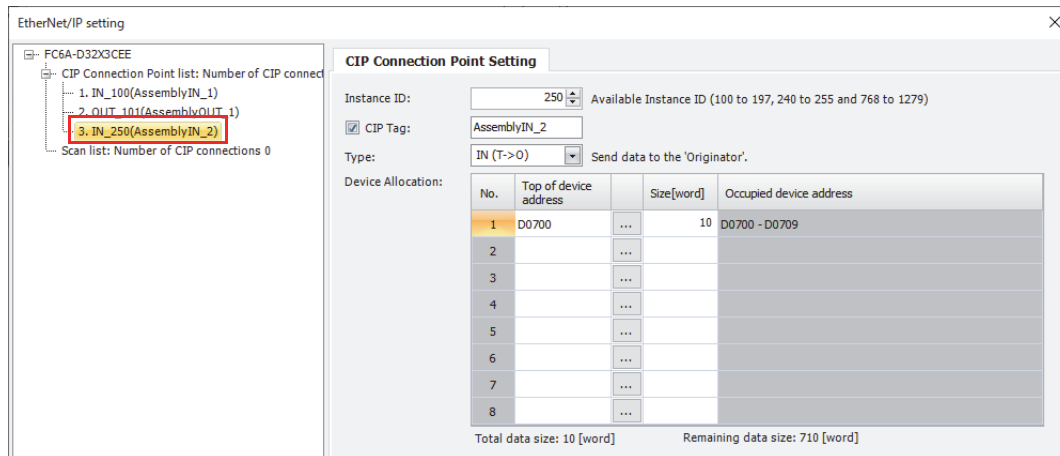 EtherNet/IP setting
FC6A-D32X3CEE
CIP Connection Point list: Number of CIP connect
1. IN_100(AssemblyIN_1)
2. OUT_101(AssemblyOUT_1)
3. IN_250(AssemblyIN_2)
Scan list: Number of CIP connections 0
CIP Connection Point Setting
Instance ID: 250 Available Instance ID (100 to 197, 240 to 255 and 768 to 1279)
CIP Tag: AssemblyIN_2
Type: IN (T->O) Send data to the 'Originator'.
Device Allocation:
No. Top of device address Size[word] Occupied device address
1 D0700 ... 10 D0700 - D0709
2 ...
3 ...
4 ...
5 ...
6 ...
7 ...
8 ...
Total data size: 10 [word] Remaining data size: 710 [word]